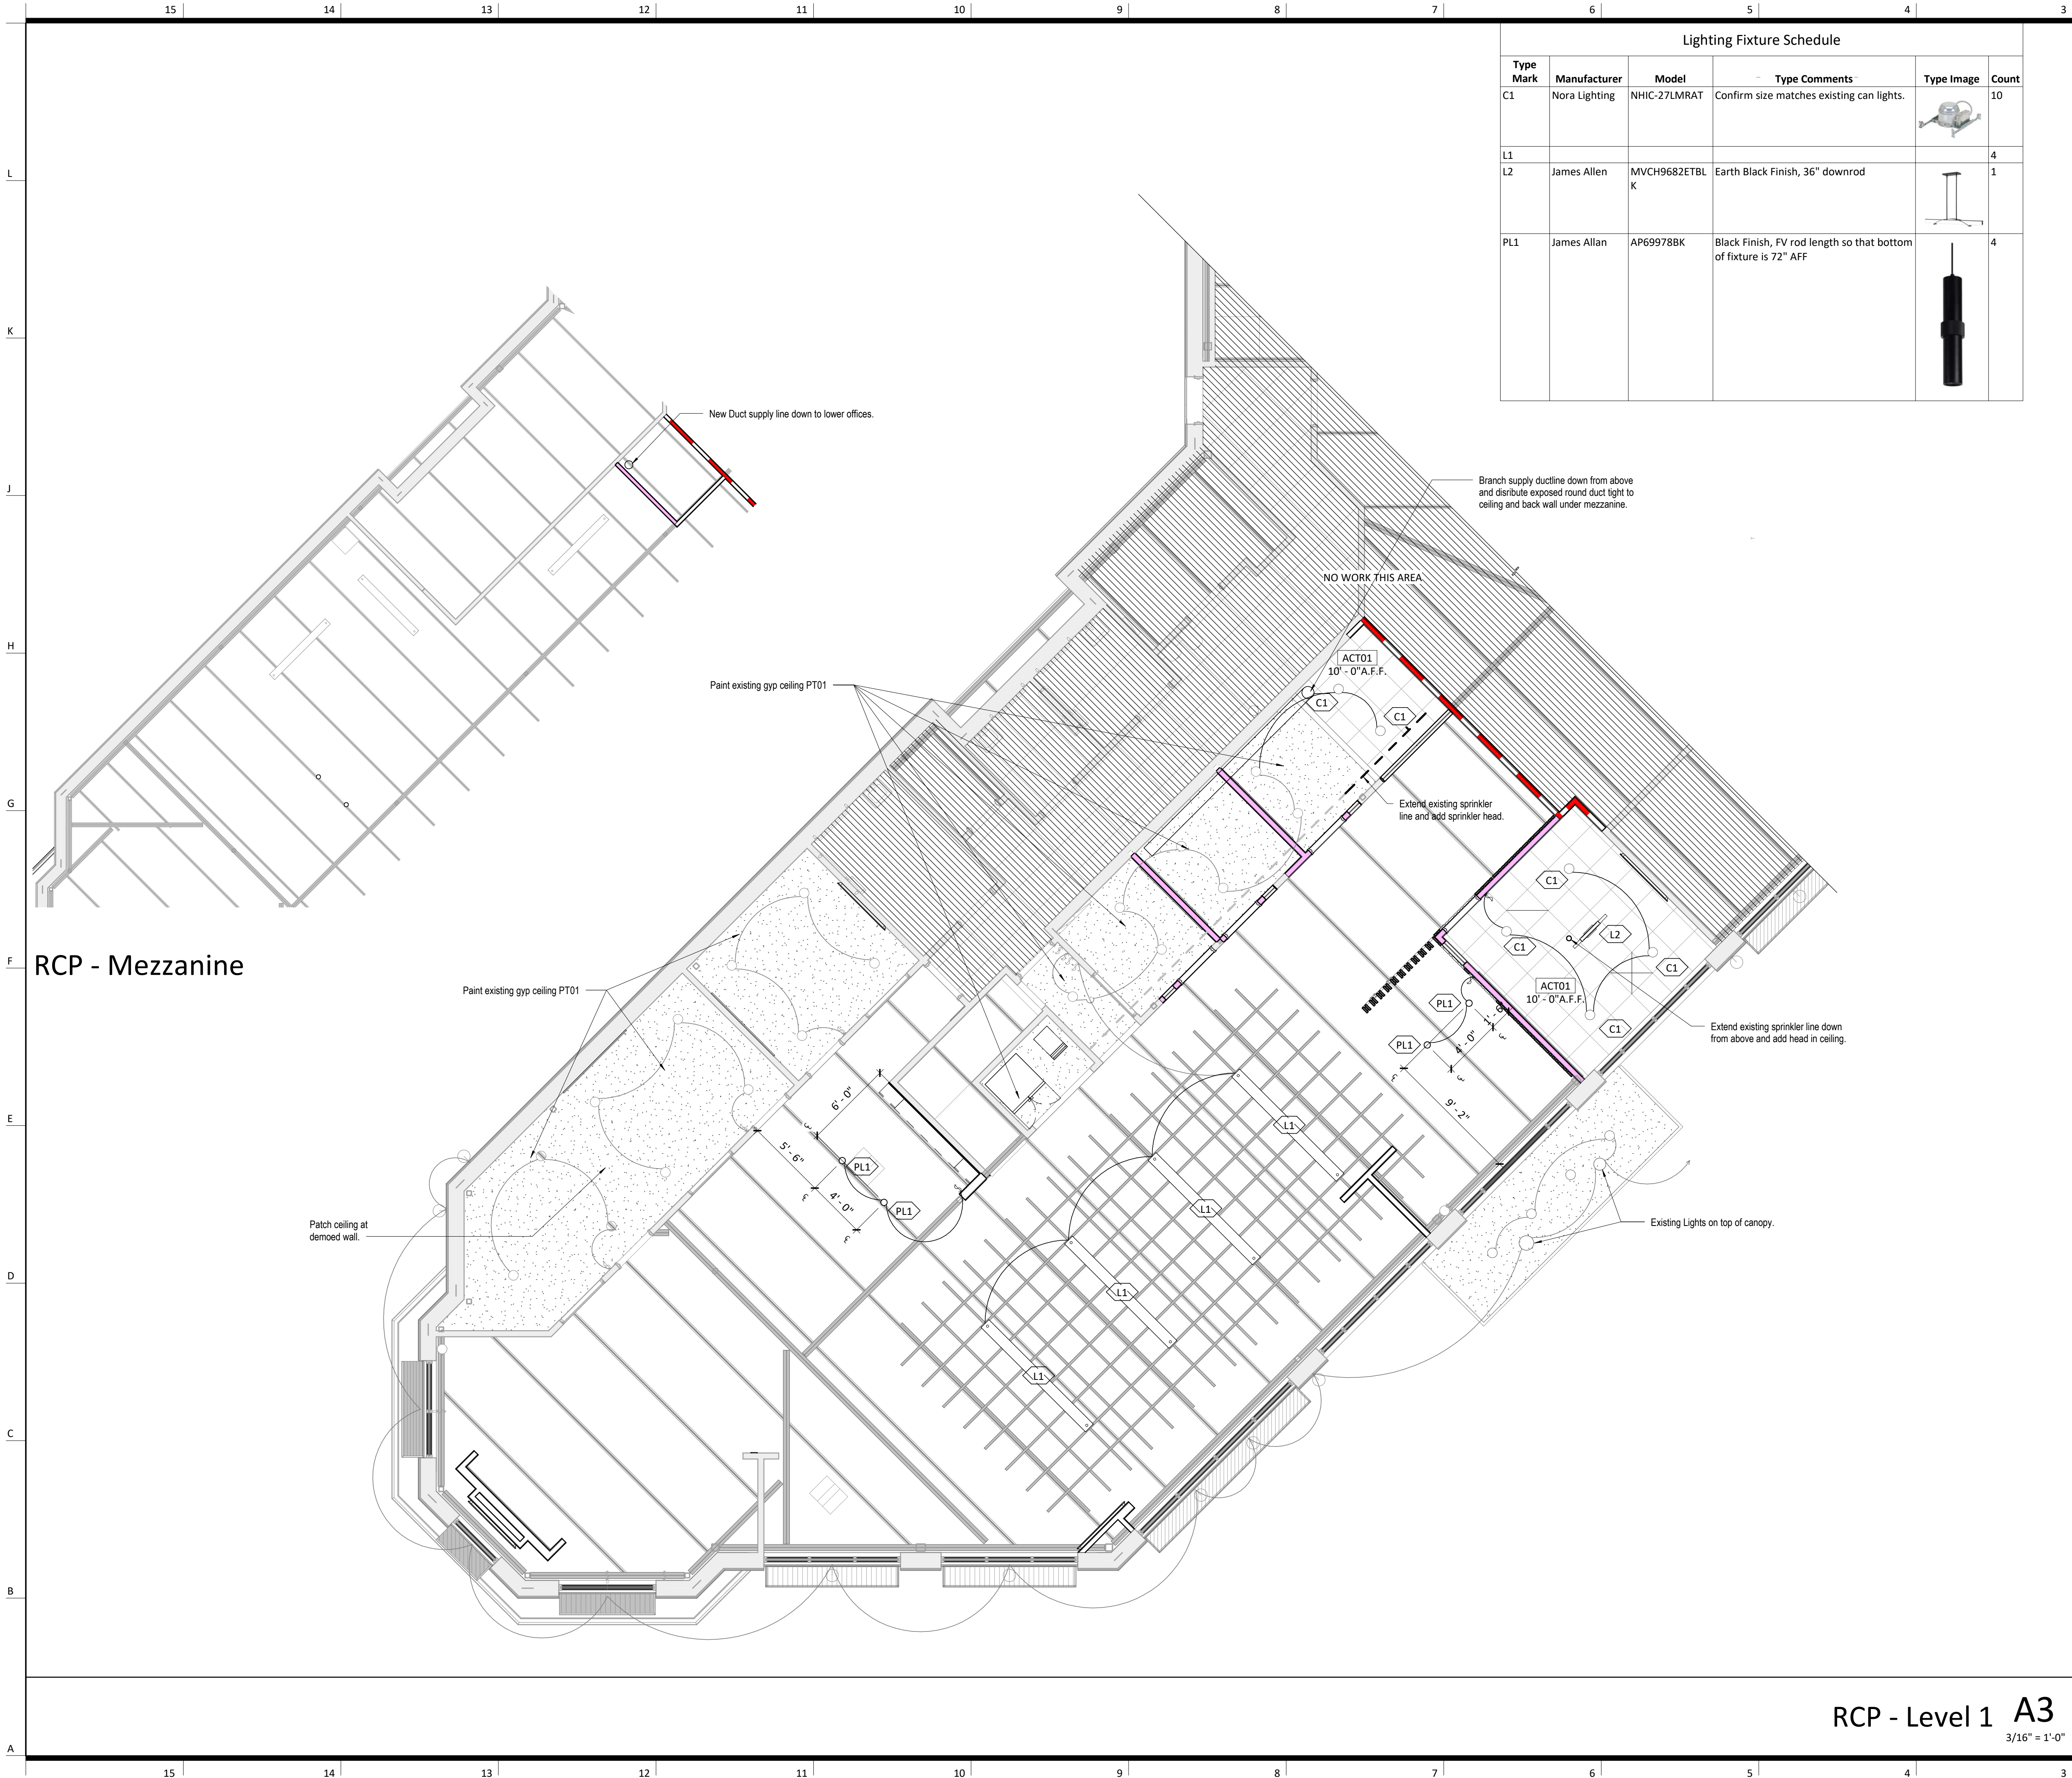 15 14 13 12 11 10 9 8 7 6 5 4 3
Lighting Fixture Schedule
Type Mark Manufacturer Model Type Comments Type Image Count
C1 Nora Lighting NHIC-27LMRAT Confirm size matches existing can lights. 10
L1 4
L2 James Allen MVCH9682ETBL Earth Black Finish, 36" downrod 1
K
PL1 James Allan AP69978BK Black Finish, FV rod length so that bottom 4
of fixture is 72" AFF
L
K
J
H
G
F
E
D
C
B
A
New Duct supply line down to lower offices.
Branch supply ductline down from above
and disribute exposed round duct tight to
ceiling and back wall under mezzanine.
NO WORK THIS AREA
ACT01
10' - 0"A.F.F.
Paint existing gyp ceiling PT01
C1
C1
Extend existing sprinkler
line and add sprinkler head.
C1
L2
C1
C1
RCP - Mezzanine
Paint existing gyp ceiling PT01
ACT01
10' - 0"A.F.F.
PL1
1' - 6"
C1
Extend existing sprinkler line down
from above and add head in ceiling.
PL1
4' - 0"
6' - 0"
9' - 2"
L1
5' - 6"
PL1
4' - 0"
PL1
L1
Patch ceiling at
demoed wall.
Existing Lights on top of canopy.
L1
L1
RCP - Level 1 A3
3/16" = 1'-0"
15 14 13 12 11 10 9 8 7 6 5 4 3